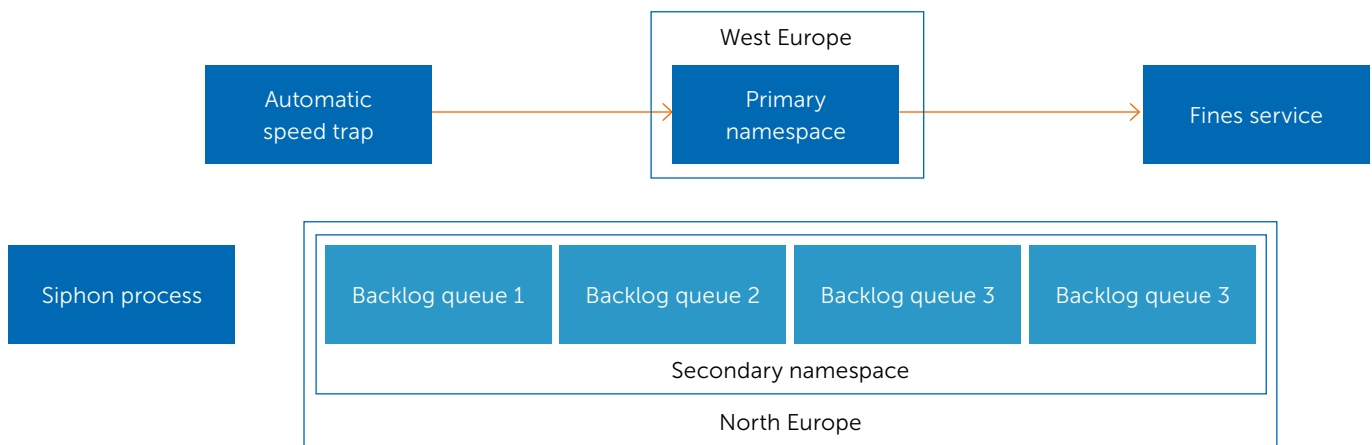 West Europe
Automatic
speed trap
Primary
namespace
Fines service
Siphon process
Backlog queue 1
Backlog queue 2
Backlog queue 3
Backlog queue 3
Secondary namespace
North Europe